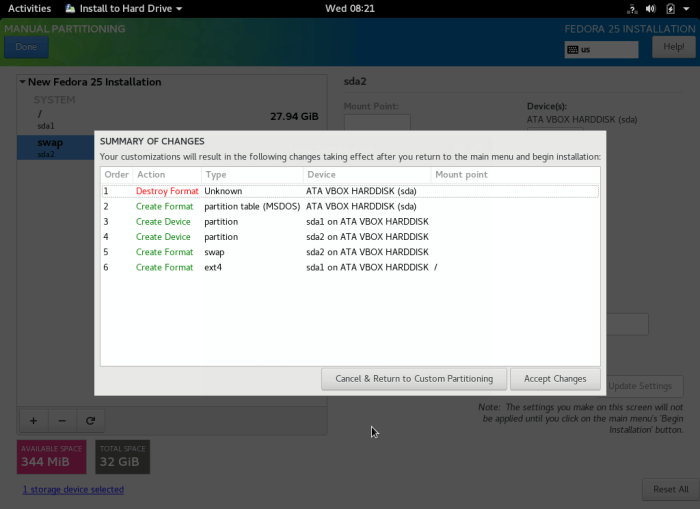 Activities Install to Hard Drive Wed 08:21
MANUAL PARTITIONING FEDORA 25 INSTALLATION
Done us Help!
New Fedora 25 Installation sda2
SYSTEM
/ 27.94 GiB Mount Point: Device(s):
sda1 ATA VBOX HARDDISK (sda)
swap
sda2
SUMMARY OF CHANGES
Your customizations will result in the following changes taking effect after you return to the main menu and begin installation:
Order Action Type Device Mount point
1 Destroy Format Unknown ATA VBOX HARDDISK (sda)
2 Create Format partition table (MSDOS) ATA VBOX HARDDISK (sda)
3 Create Device partition sda1 on ATA VBOX HARDDISK
4 Create Device partition sda2 on ATA VBOX HARDDISK
5 Create Format swap sda2 on ATA VBOX HARDDISK
6 Create Format ext4 sda1 on ATA VBOX HARDDISK /
Cancel & Return to Custom Partitioning Accept Changes
Update Settings
Note: The settings you make on this screen will not
be applied until you click on the main menu's 'Begin
Installation' button.
+ −
AVAILABLE SPACE TOTAL SPACE
344 MiB 32 GiB
1 storage device selected Reset All